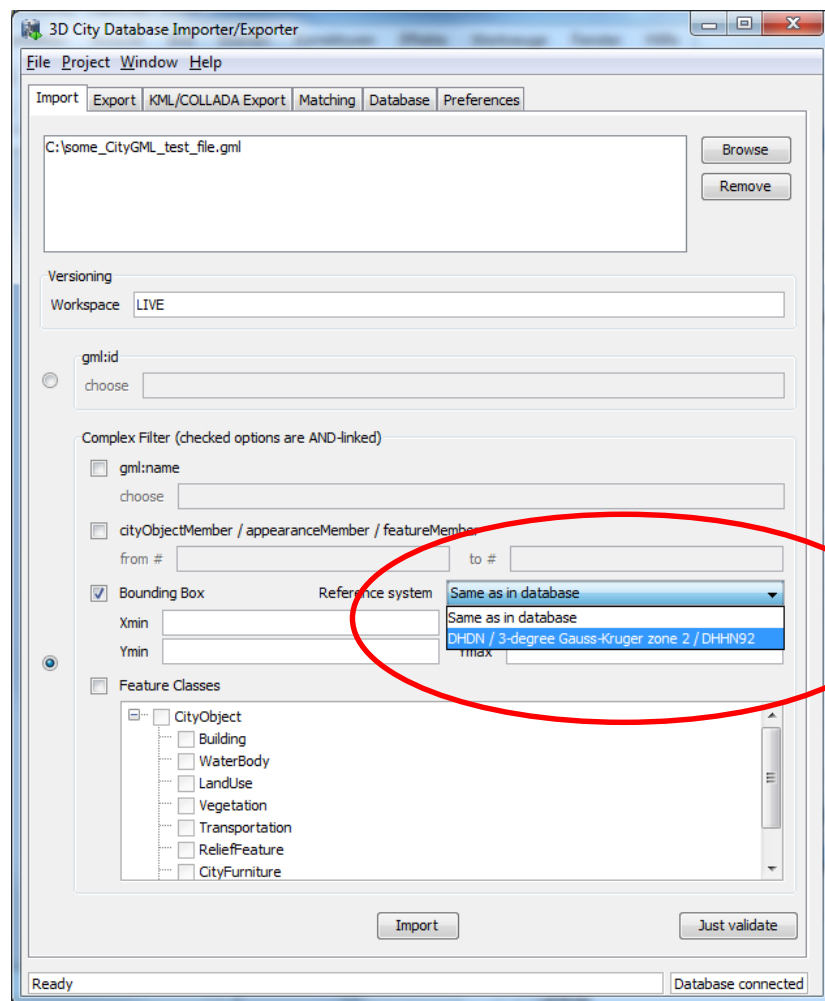 3D City Database Importer/Exporter
File Project Window Help
Import Export KML/COLLADA Export Matching Database Preferences
C:\some_CityGML_test_file.gml
Browse
Remove
Versioning
Workspace LIVE
gml:id
choose
Complex Filter (checked options are AND-linked)
gml:name
choose
cityObjectMember / appearanceMember / featureMember
from # to #
Bounding Box Reference system Same as in database
Xmin Same as in database
DHDN / 3-degree Gauss-Kruger zone 2 / DHHN92
Ymin Ymax
Feature Classes
CityObject
Building
WaterBody
LandUse
Vegetation
Transportation
ReliefFeature
CityFurniture
Import Just validate
Ready Database connected